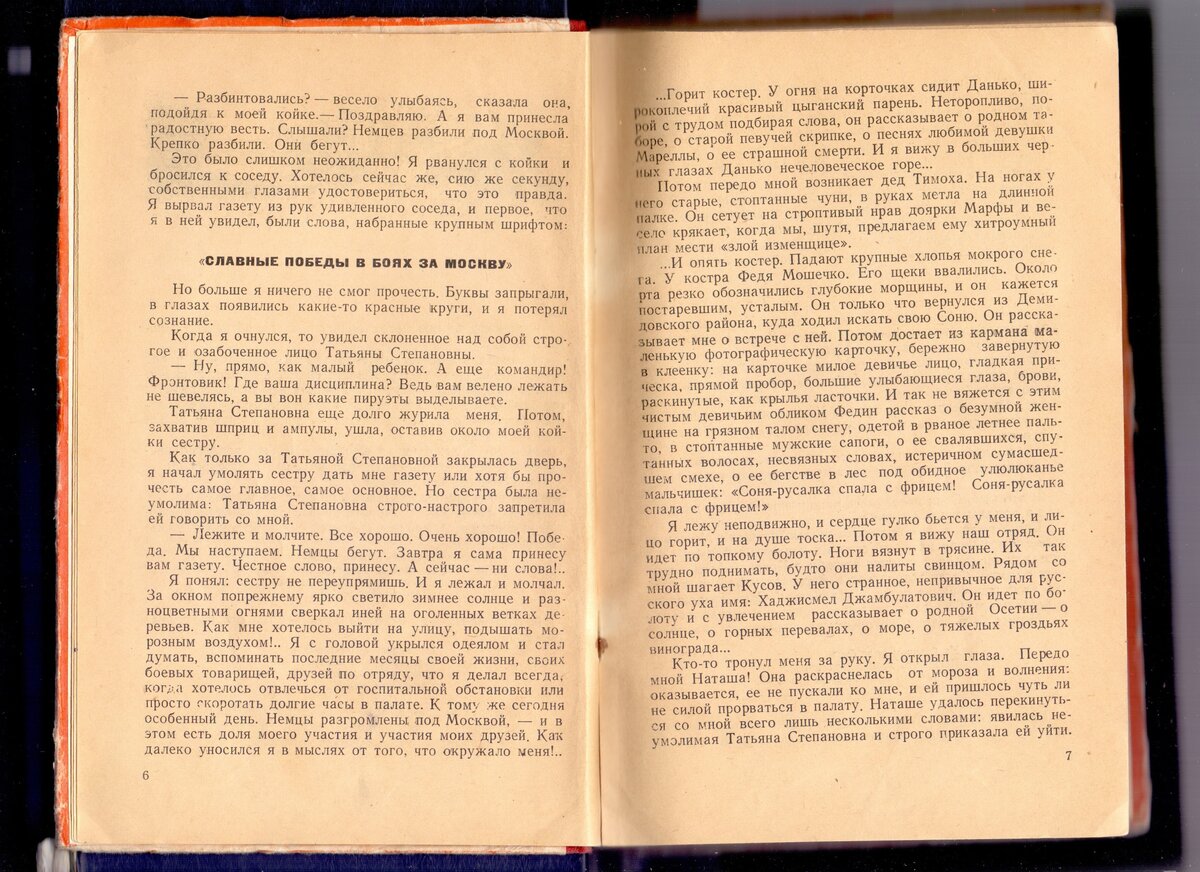 — Разбинтовались? — весело улыбаясь, сказала она,
подойдя к моей койке.— Поздравляю. А я вам принесла
радостную весть. Слышали? Немцев разбили под Москвой.
Крепко разбили. Они бегут...
Это было слишком неожиданно! Я рванулся с койки и
бросился к соседу. Хотелось сейчас же, сию же секунду,
собственными глазами удостовериться, что это правда.
Я вырвал газету из рук удивленного соседа, и первое, что
я в ней увидел, были слова, набранные крупным шрифтом:
«СЛАВНЫЕ ПОБЕДЫ В БОЯХ ЗА МОСКВУ»
Но больше я ничего не смог прочесть. Буквы запрыгали,
в глазах появились какие-то красные круги, и я потерял
сознание.
Когда я очнулся, то увидел склоненное над собой стро-
гое и озабоченное лицо Татьяны Степановны.
— Ну, прямо, как малый ребенок. А еще командир!
Фронтовик! Где ваша дисциплина? Ведь вам велено лежать
не шевелясь, а вы вон какие пируэты выделываете.
Татьяна Степановна еще долго журила меня. Потом,
захватив шприц и ампулы, ушла, оставив около моей кой-
ки сестру.
Как только за Татьяной Степановной закрылась дверь,
я начал умолять сестру дать мне газету или хотя бы про-
честь самое главное, самое основное. Но сестра была не-
умолима: Татьяна Степановна строго-настрого запретила
ей говорить со мной.
— Лежите и молчите. Все хорошо. Очень хорошо! Побе-
да. Мы наступаем. Немцы бегут. Завтра я сама принесу
вам газету. Честное слово, принесу. А сейчас — ни слова!..
Я понял: сестру не переупрямишь. И я лежал и молчал.
За окном попрежнему ярко светило зимнее солнце и раз-
ноцветными огнями сверкал иней на оголенных ветках де-
ревьев. Как мне хотелось выйти на улицу, подышать мо-
розным воздухом!.. Я с головой укрылся одеялом и стал
думать, вспоминать последние месяцы своей жизни, своих
боевых товарищей, друзей по отряду, что я делал всегда,
когда хотелось отвлечься от госпитальной обстановки или
просто скоротать долгие часы в палате. К тому же сегодня
особенный день. Немцы разгромлены под Москвой, — и в
этом есть доля моего участия и участия моих друзей. Как
далеко уносился я в мыслях от того, что окружало меня!..
6
...Горит костер. У огня на корточках сидит Данько, ши-
рокоплечий красивый цыганский парень. Неторопливо, по-
рой с трудом подбирая слова, он рассказывает о родном та-
боре, о старой певучей скрипке, о песнях любимой девушки
Мареллы, о ее страшной смерти. И я вижу в больших чер-
ных глазах Данько нечеловеческое горе...
Потом передо мной возникает дед Тимоха. На ногах у
него старые, стоптанные чуни, в руках метла на длинной
палке. Он сетует на строптивый нрав доярки Марфы и ве-
село крякает, когда мы, шутя, предлагаем ему хитроумный
план мести «злой изменщице».
...И опять костер. Падают крупные хлопья мокрого сне-
га. У костра Федя Мошечко. Его щеки ввалились. Около
рта резко обозначились глубокие морщины, и он кажется
постаревшим, усталым. Он только что вернулся из Деми-
довского района, куда ходил искать свою Соню. Он расска-
зывает мне о встрече с ней. Потом достает из кармана ма-
ленькую фотографическую карточку, бережно завернутую
в клеенку: на карточке милое девичье лицо, гладкая при-
ческа, прямой пробор, большие улыбающиеся глаза, брови,
раскинутые, как крылья ласточки. И так не вяжется с этим
чистым девичьим обликом Федин рассказ о безумной жен-
щине на грязном талом снегу, одетой в рваное летнее паль-
то, в стоптанные мужские сапоги, о ее свалявшихся, спу-
танных волосах, несвязных словах, истеричном сумасшед-
шем смехе, о ее бегстве в лес под обидное улюлюканье
мальчишек: «Соня-русалка спала с фрицем! Соня-русалка
спала с фрицем!»
Я лежу неподвижно, и сердце гулко бьется у меня, и ли-
цо горит, и на душе тоска... Потом я вижу наш отряд. Он
идет по топкому болоту. Ноги вязнут в трясине. Их так
трудно поднимать, будто они налиты свинцом. Рядом со
мной шагает Кусов. У него странное, непривычное для рус-
ского уха имя: Хаджисмел Джамбулатович. Он идет по бо-
лоту и с увлечением рассказывает о родной Осетии — о
солнце, о горных перевалах, о море, о тяжелых гроздьях
винограда...
Кто-то тронул меня за руку. Я открыл глаза. Передо
мной Наташа! Она раскраснелась от мороза и волнения:
оказывается, ее не пускали ко мне, и ей пришлось чуть ли
не силой прорваться в палату. Наташе удалось перекинуть-
ся со мной всего лишь несколькими словами: явилась не-
умолимая Татьяна Степановна и строго приказала ей уйти.
7